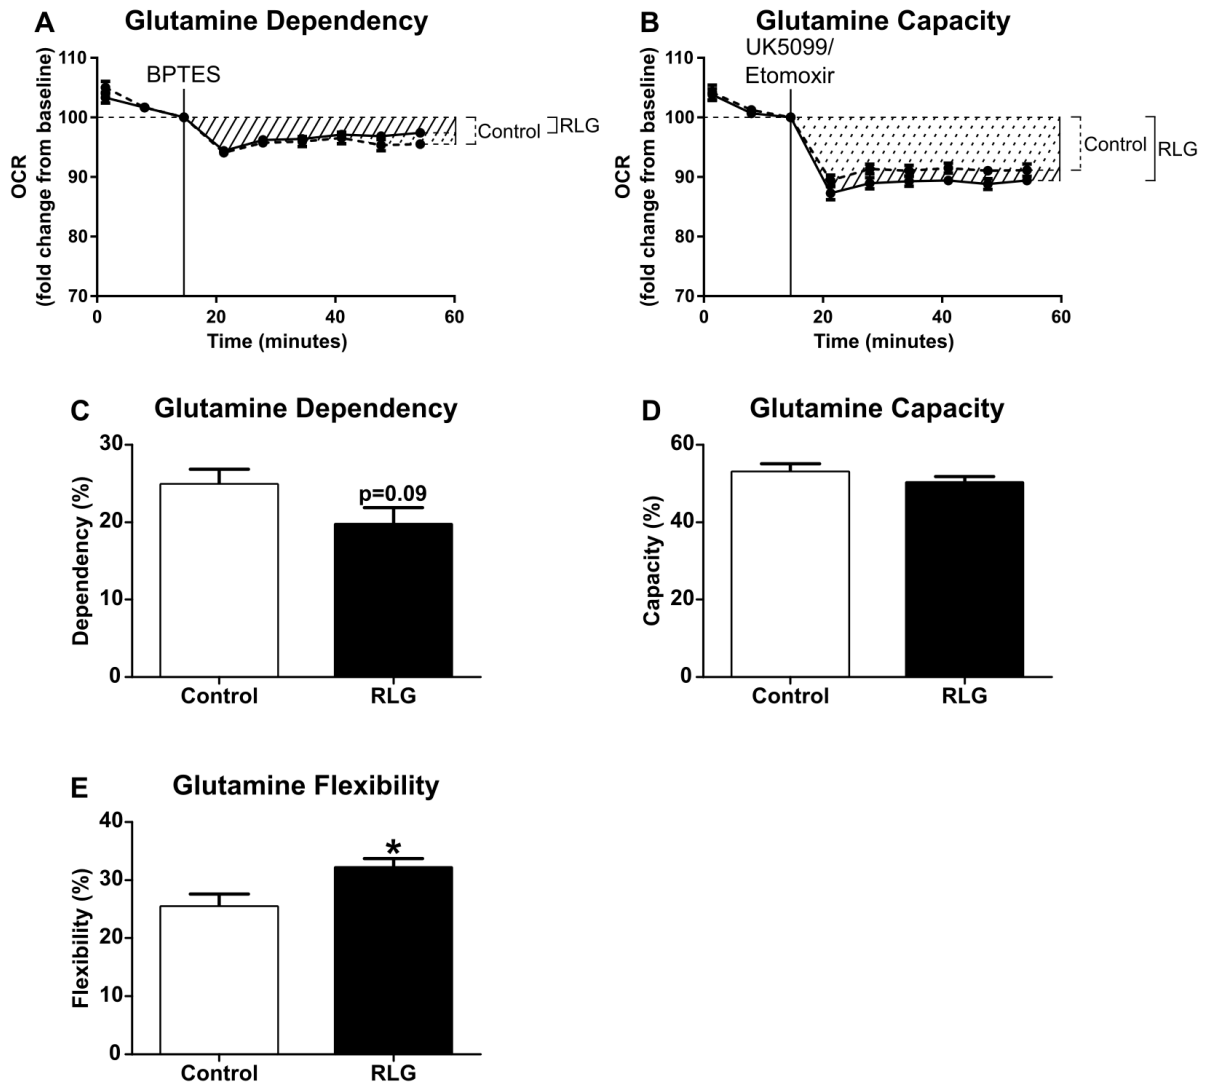 A
Glutamine Dependency
BPTES
110
100
90
80
70
0
20
40
60
OCR
(fold change from baseline)
Time (minutes)
Control
RLG
B
Glutamine Capacity
UK5099/
Etomoxir
110
100
90
80
70
0
20
40
60
OCR
(fold change from baseline)
Time (minutes)
Control
RLG
C
Glutamine Dependency
30
20
10
0
Dependency (%)
p=0.09
Control
RLG
D
Glutamine Capacity
60
40
20
0
Capacity (%)
Control
RLG
E
Glutamine Flexibility
40
30
20
10
0
Flexibility (%)
*
Control
RLG